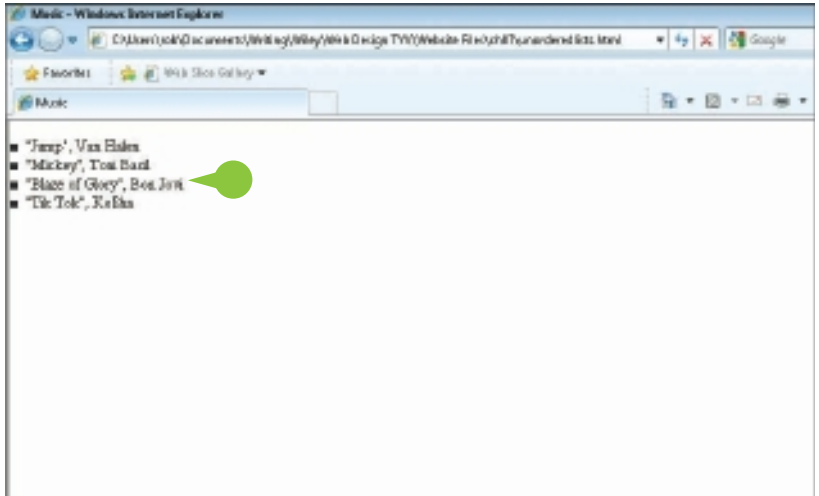 Music - Windows Internet Explorer
Google
Favorites Web Slice Gallery
Music
"Jump", Van Halen
"Mickey", Toni Basil
"Blaze of Glory", Bon Jovi
"Tik Tok", Ke$ha